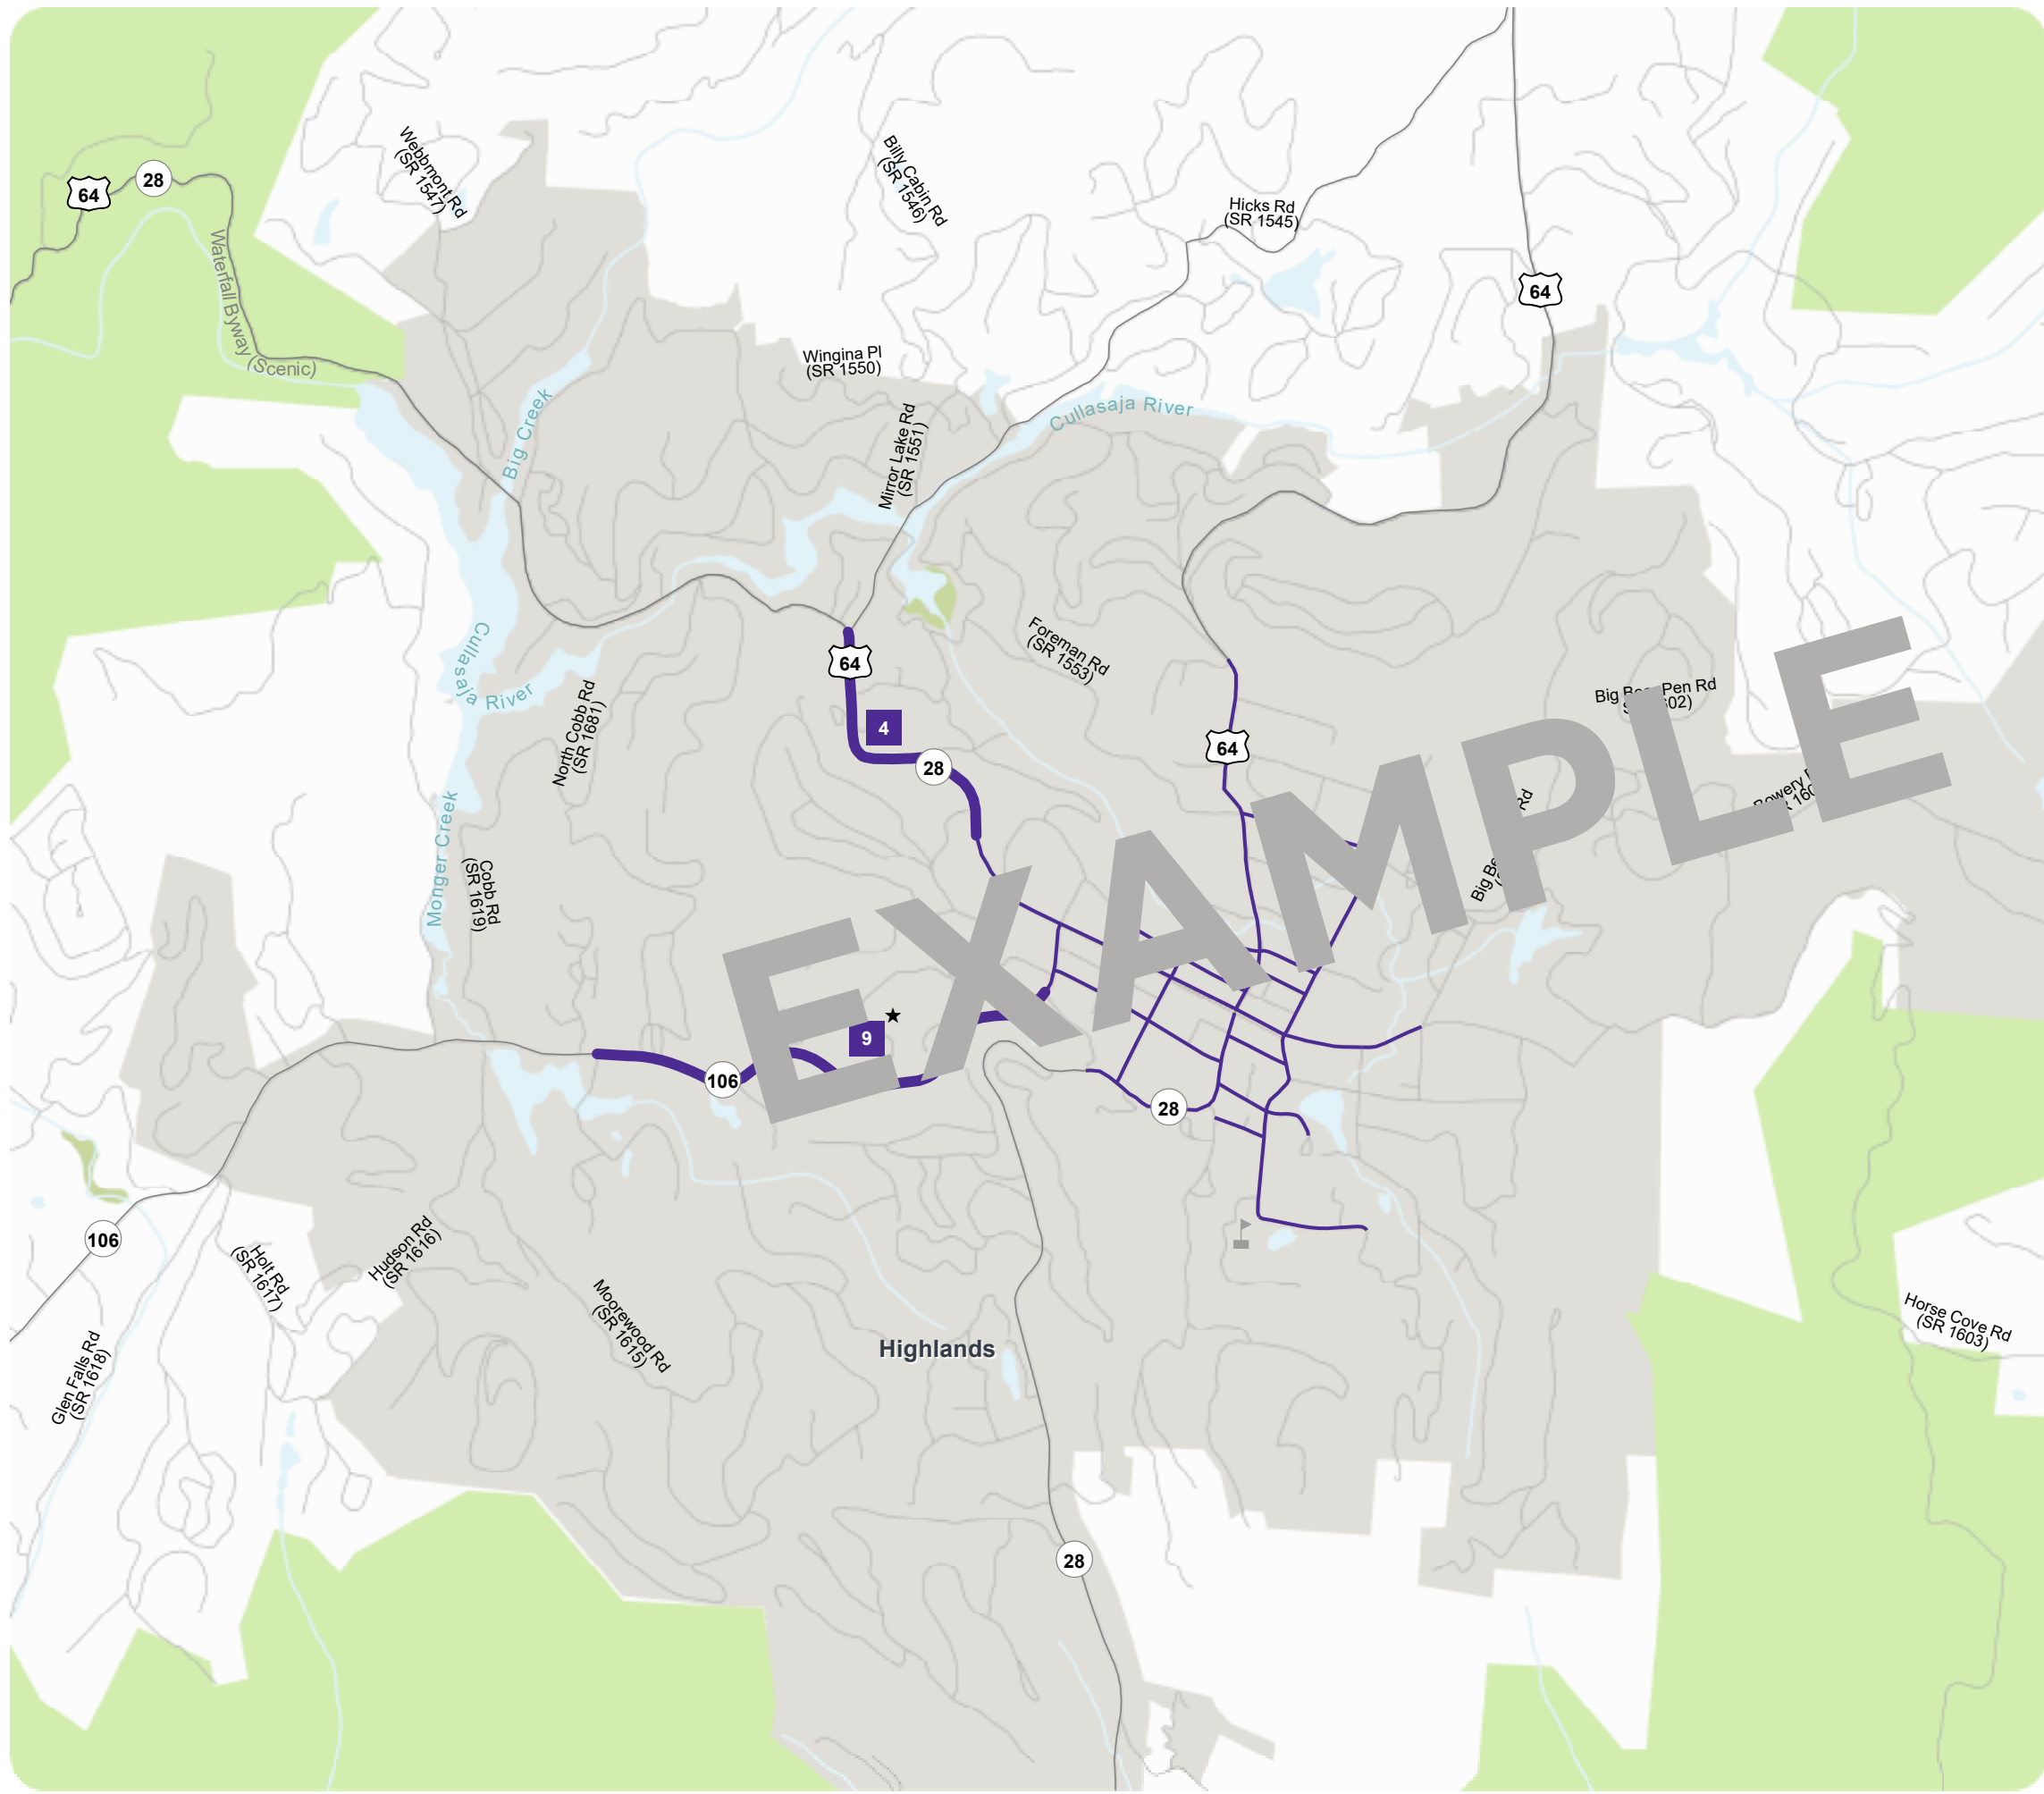 Webbmont Rd
(SR 1547)
Billy Cabin Rd
(SR 1546)
28
64
Hicks Rd
(SR 1545)
Waterfall Byway (Scenic)
64
Wingina Pl
(SR 1550)
Big Creek
Mirror Lake Rd
(SR 1551)
Cullasaja River
Cullasaja River
Foreman Rd
(SR 1553)
64
North Cobb Rd
(SR 1681)
4
28
64
Big Pen Rd
EXAMPLE
Rd
Monger Creek
Cobb Rd
(SR 1619)
9
106
28
106
Holt Rd
(SR 1617)
Hudson Rd
(SR 1616)
Moorewood Rd
(SR 1615)
Highlands
Glen Falls Rd
(SR 1618)
Horse Cove Rd
(SR 1603)
28